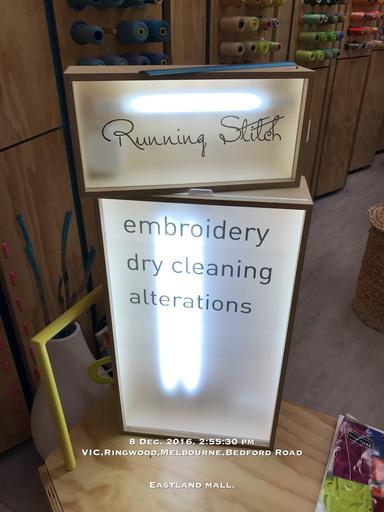 Running Stitch
embroidery
dry cleaning
alterations
8 Dec. 2016, 2:55:30 pm
VIC,Ringwood,Melbourne,Bedford Road
Eastland mall.